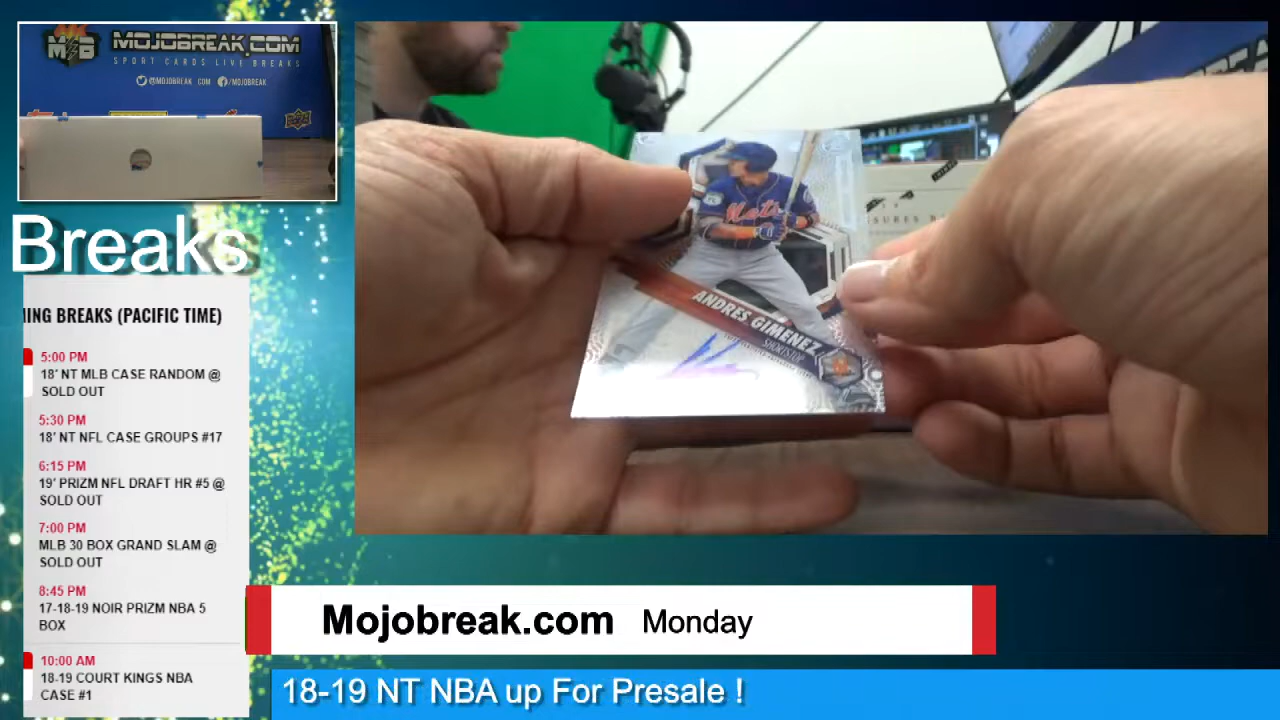 MB MOJOBREAK.COM
SPORT CARDS LIVE BREAKS
@MOJOBREAK COM /MOJOBREAK
Breaks
ING BREAKS (PACIFIC TIME)
5:00 PM
18' NT MLB CASE RANDOM @
SOLD OUT
5:30 PM
18' NT NFL CASE GROUPS #17
6:15 PM
19' PRIZM NFL DRAFT HR #5 @
SOLD OUT
7:00 PM
MLB 30 BOX GRAND SLAM @
SOLD OUT
8:45 PM
17-18-19 NOIR PRIZM NBA 5
BOX
10:00 AM
18-19 COURT KINGS NBA
CASE #1
Mets
ANDRES GIMENEZ
SHORTSTOP
Mojobreak.com Monday
18-19 NT NBA up For Presale !